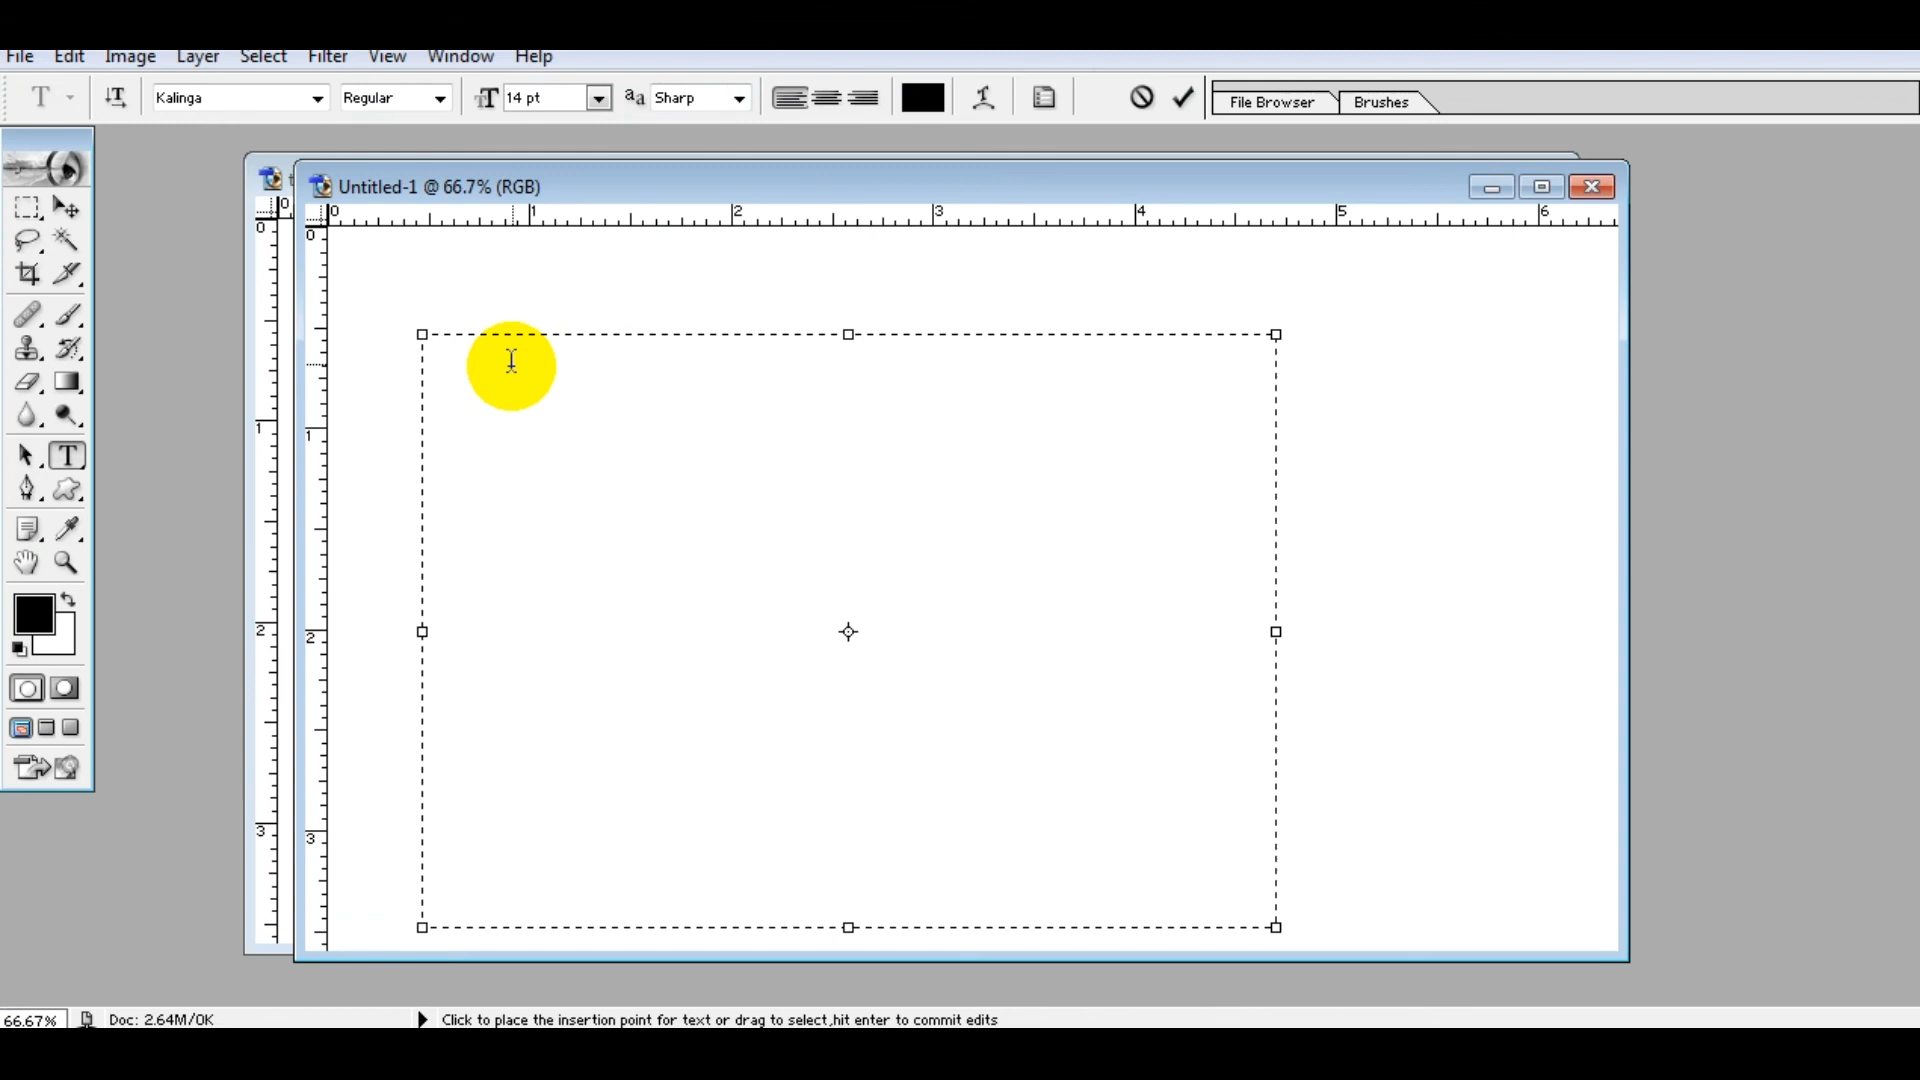 File Edit Image Layer Select Filter View Window Help
T T Kalinga Regular TT 14 pt aa Sharp File Browser Brushes
Untitled-1 @ 66.7% (RGB)
0 0 1 2 3 4 5 6
0 0
1 1
T
2 2
3 3
66.67% Doc: 2.64M/0K Click to place the insertion point for text or drag to select,hit enter to commit edits